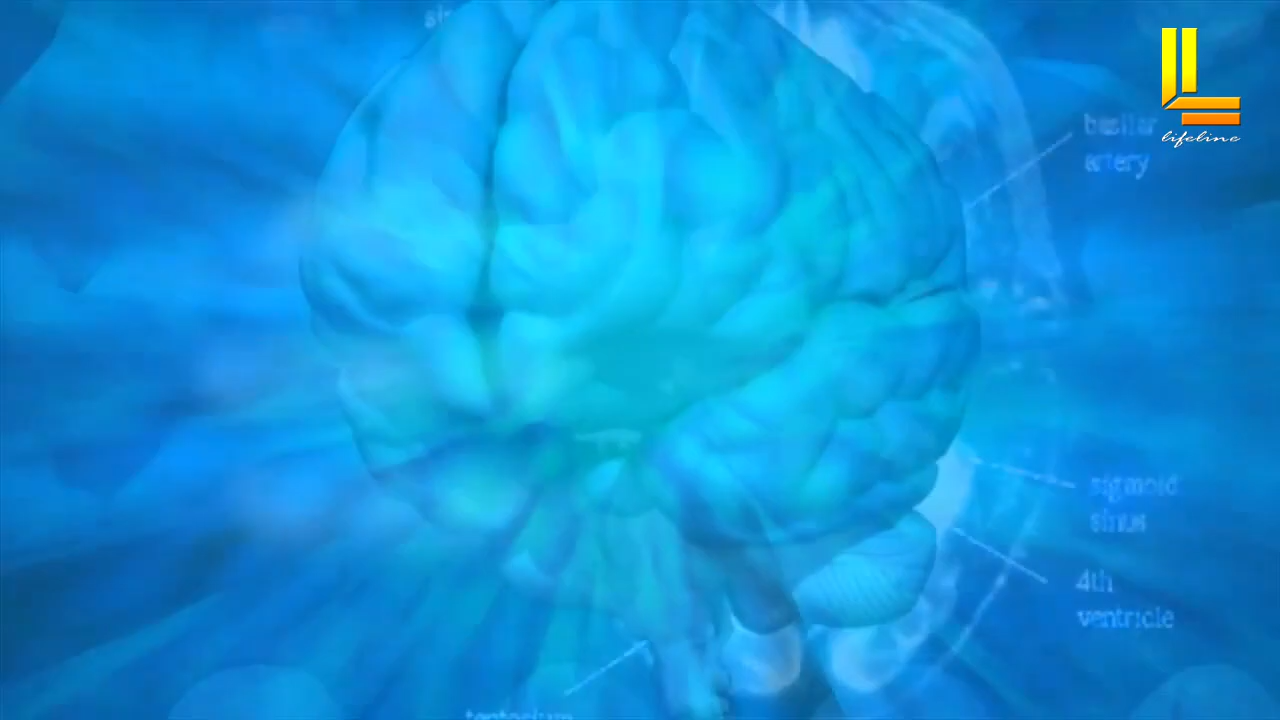 lifeline
basilar
artery
sigmoid
sinus
4th
ventricle